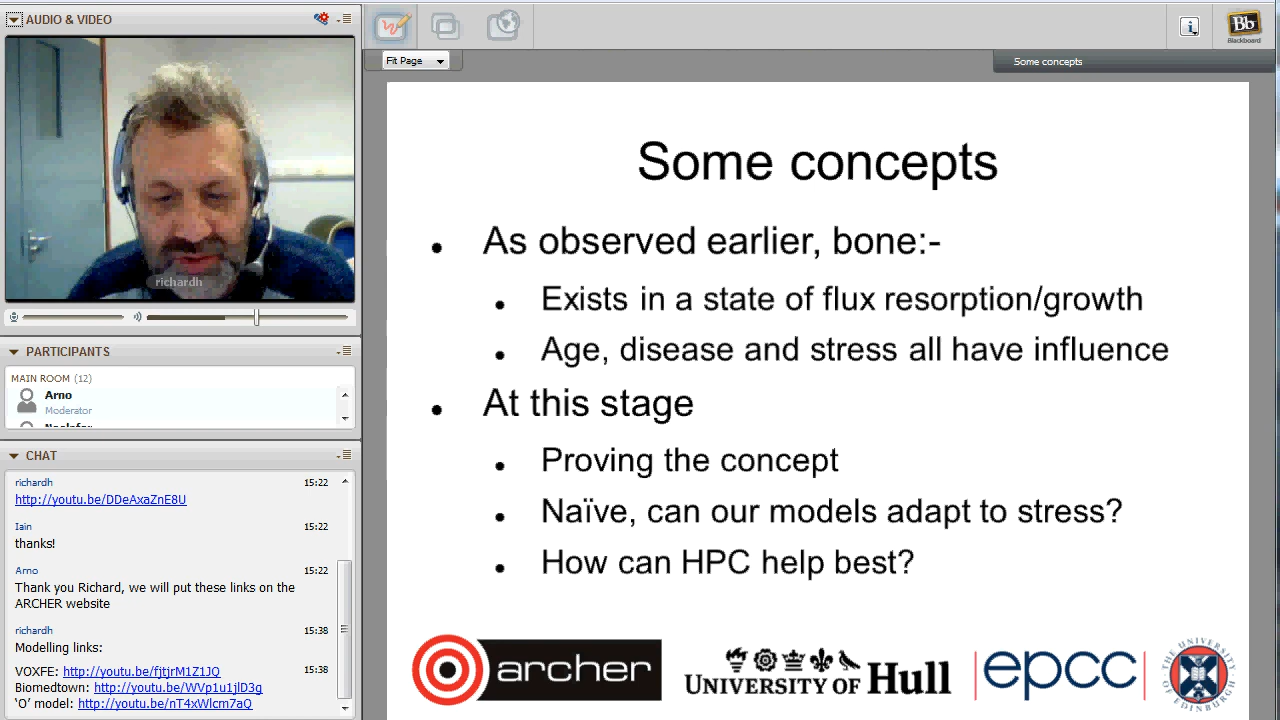 AUDIO & VIDEO
richardh
PARTICIPANTS
MAIN ROOM (12)
Arno
Moderator
CHAT
richardh 15:22
http://youtu.be/DDeAxaZnE8U
Iain 15:22
thanks!
Arno 15:22
Thank you Richard, we will put these links on the
ARCHER website
richardh 15:38
Modelling links:
VOFFE: http://youtu.be/fjtjrM1Z1JQ 15:38
Biomedtown: http://youtu.be/WVp1u1jlD3g
'O' model: http://youtu.be/nT4xWlcm7aQ
Fit Page
Some concepts
Bb
Blackboard
Some concepts
As observed earlier, bone:-
Exists in a state of flux resorption/growth
Age, disease and stress all have influence
At this stage
Proving the concept
Naïve, can our models adapt to stress?
How can HPC help best?
archer
UNIVERSITY OF Hull
epcc
THE UNIVERSITY OF EDINBURGH